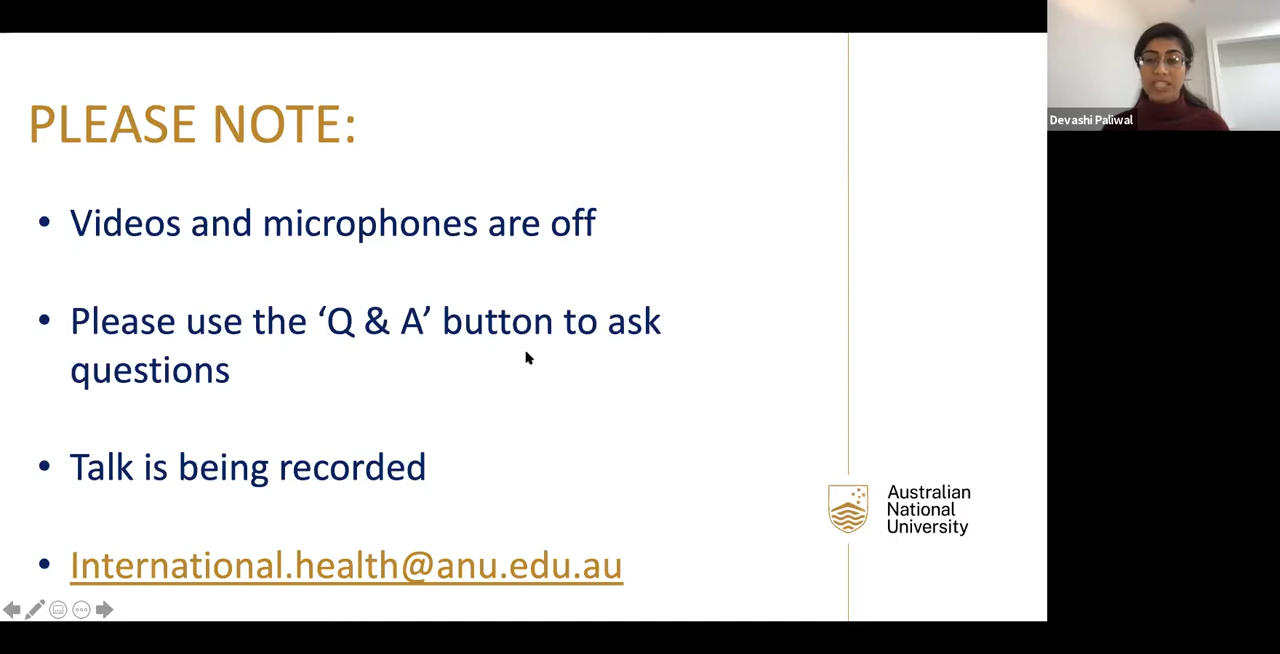 PLEASE NOTE:
• Videos and microphones are off
• Please use the ‘Q & A’ button to ask
questions
• Talk is being recorded
• International.health@anu.edu.au
Australian
National
University
Devashi Paliwal